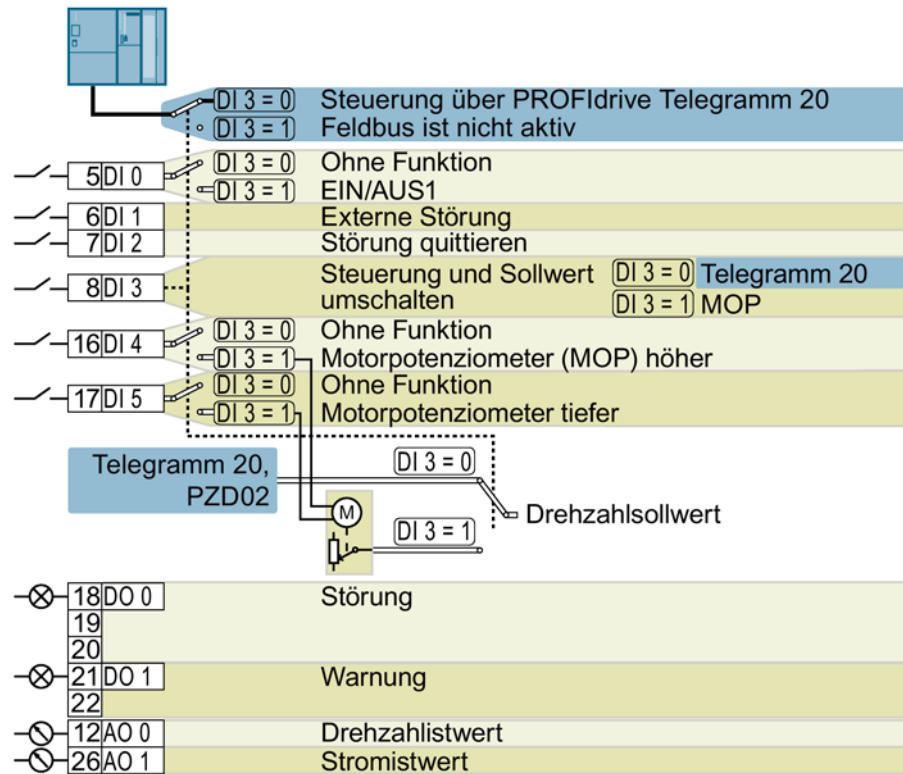 DI 3 = 0 Steuerung über PROFIdrive Telegramm 20
DI 3 = 1 Feldbus ist nicht aktiv
5 DI 0 DI 3 = 0 Ohne Funktion
DI 3 = 1 EIN/AUS1
6 DI 1 Externe Störung
7 DI 2 Störung quittieren
8 DI 3 Steuerung und Sollwert DI 3 = 0 Telegramm 20
umschalten DI 3 = 1 MOP
16 DI 4 DI 3 = 0 Ohne Funktion
DI 3 = 1 Motorpotenziometer (MOP) höher
17 DI 5 DI 3 = 0 Ohne Funktion
DI 3 = 1 Motorpotenziometer tiefer
Telegramm 20, DI 3 = 0
PZD02
M Drehzahlsollwert
DI 3 = 1
18 DO 0 Störung
19
20
21 DO 1 Warnung
22
12 AO 0 Drehzahlistwert
26 AO 1 Stromistwert